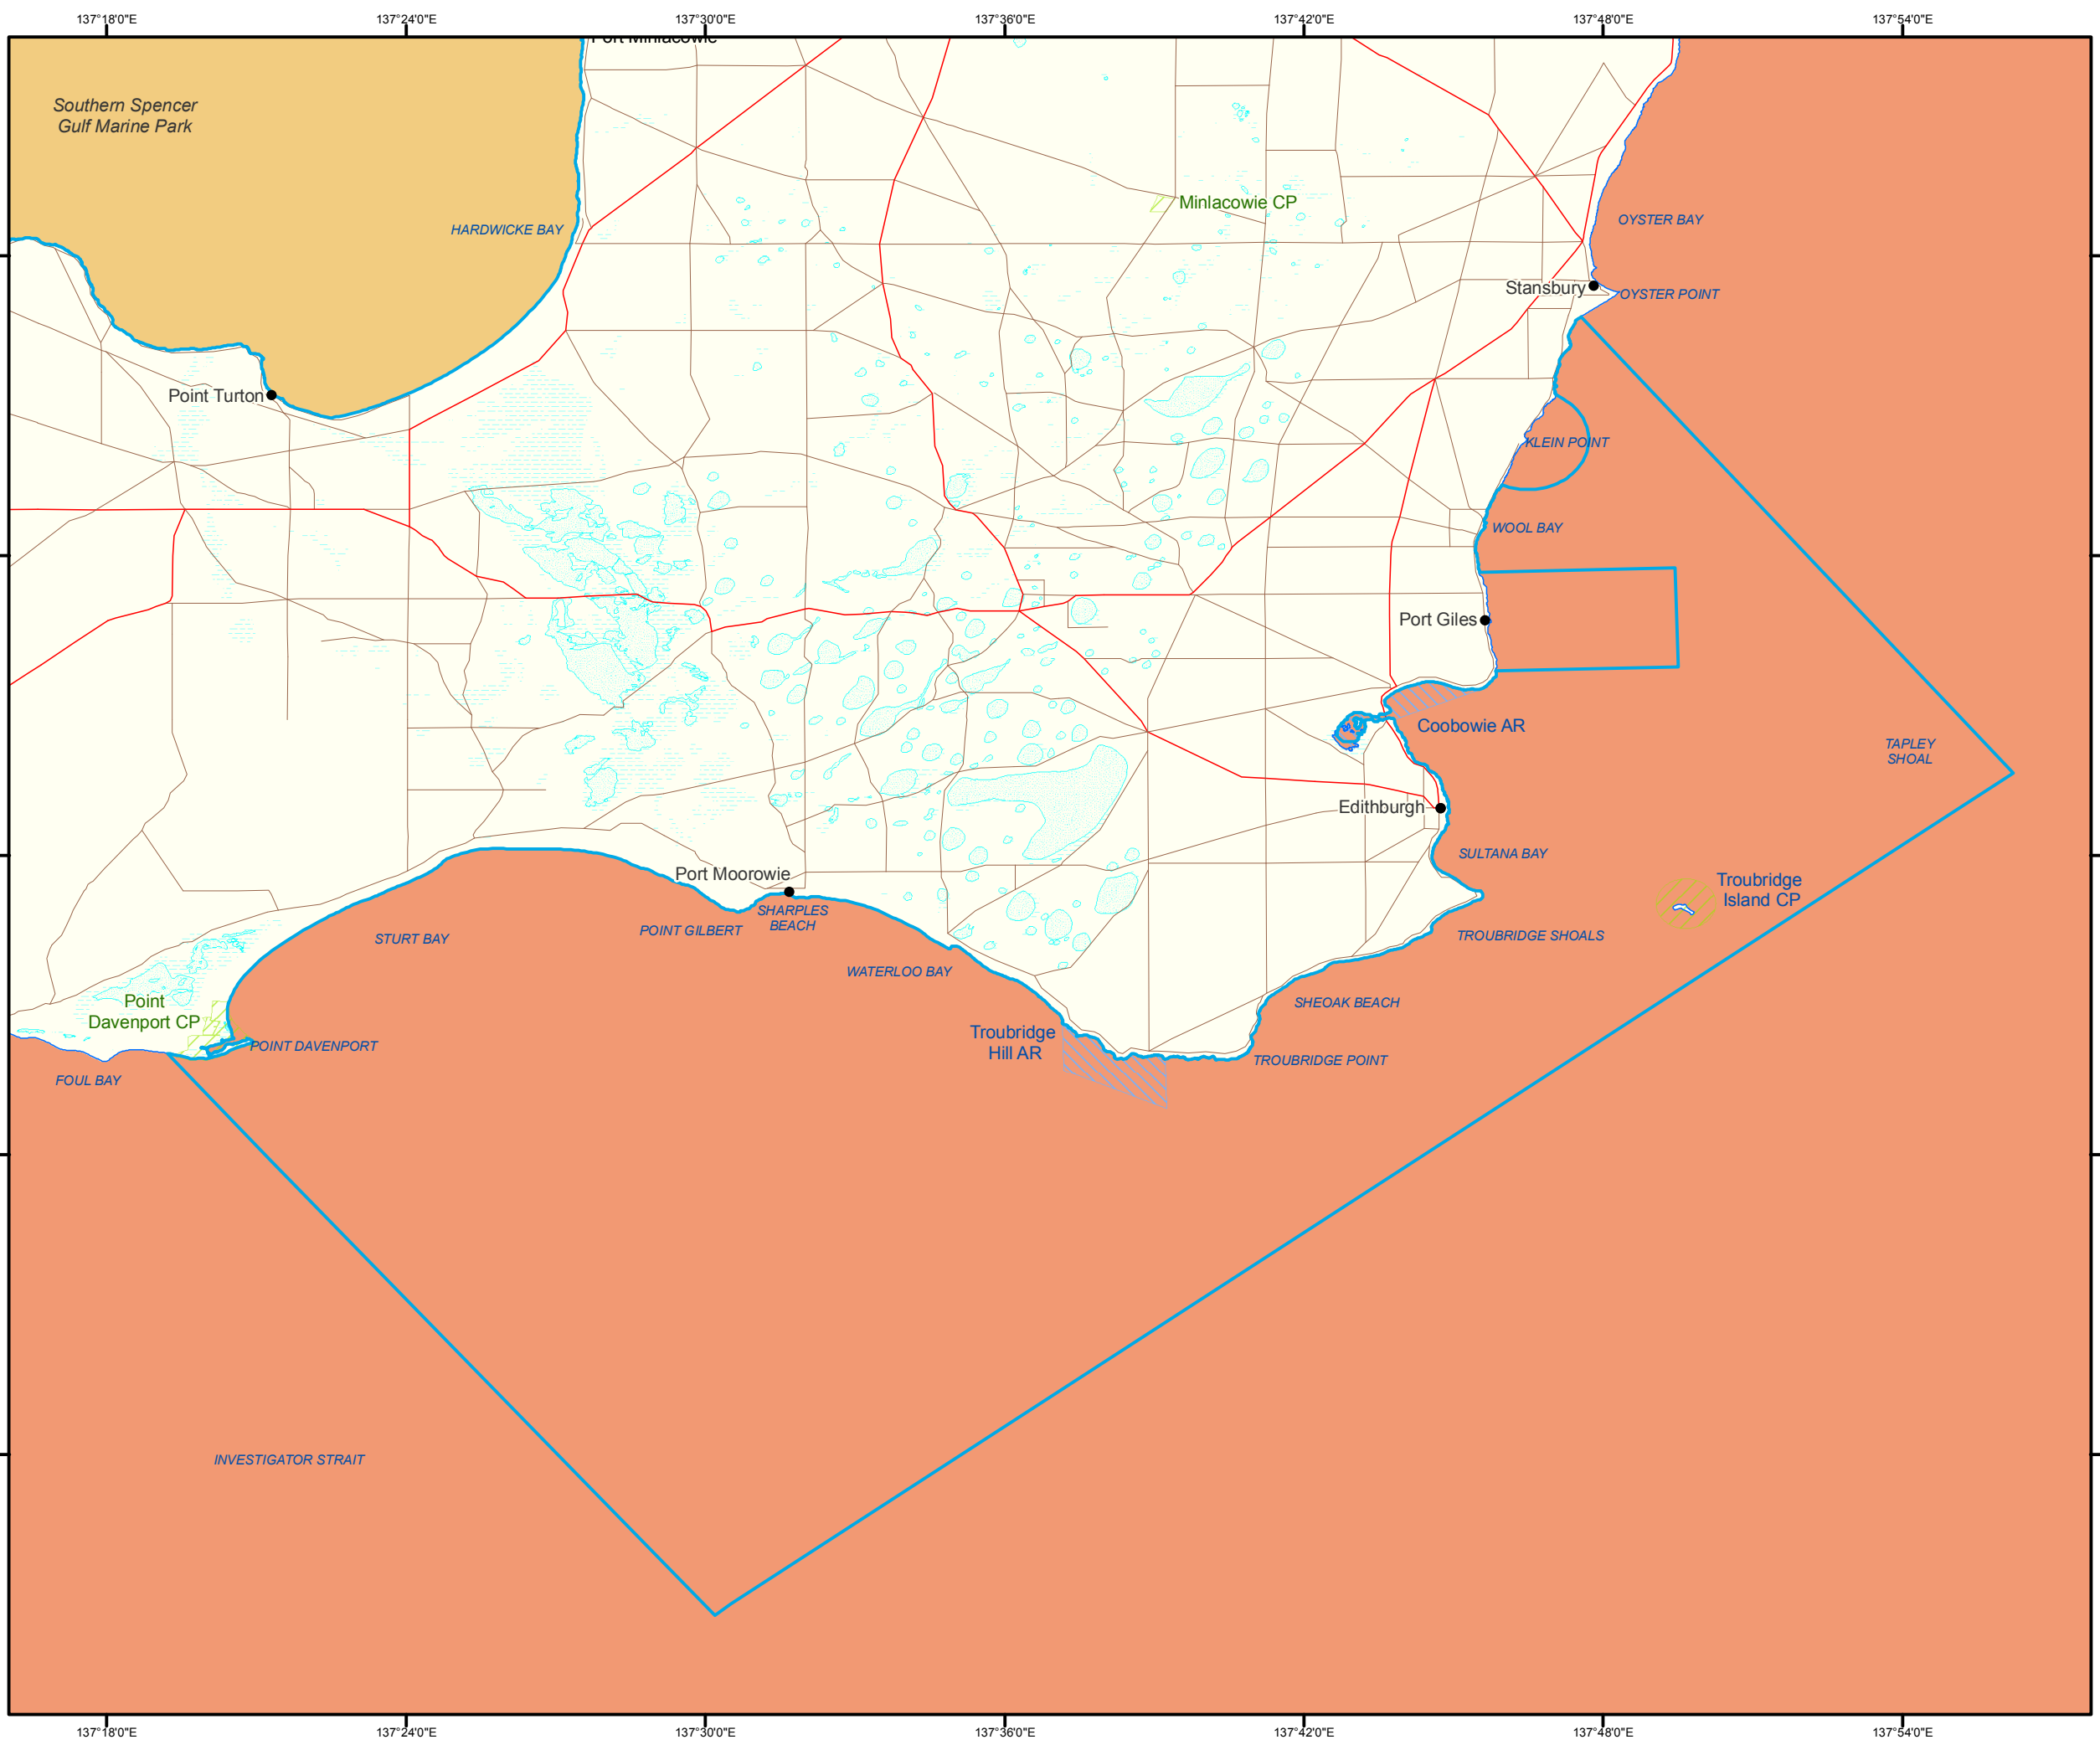 137°18'0"E
137°24'0"E
137°30'0"E
137°36'0"E
137°42'0"E
137°48'0"E
137°54'0"E
Port Minlacowie
Southern Spencer
Gulf Marine Park
Minlacowie CP
OYSTER BAY
HARDWICKE BAY
Stansbury
OYSTER POINT
Point Turton
KLEIN POINT
WOOL BAY
Port Giles
Coobowie AR
TAPLEY
SHOAL
Edithburgh
SULTANA BAY
Port Moorowie
Troubridge
Island CP
SHARPLES
BEACH
POINT GILBERT
STURT BAY
TROUBRIDGE SHOALS
WATERLOO BAY
Point
Davenport CP
SHEOAK BEACH
Troubridge
Hill AR
POINT DAVENPORT
TROUBRIDGE POINT
FOUL BAY
INVESTIGATOR STRAIT
137°18'0"E
137°24'0"E
137°30'0"E
137°36'0"E
137°42'0"E
137°48'0"E
137°54'0"E